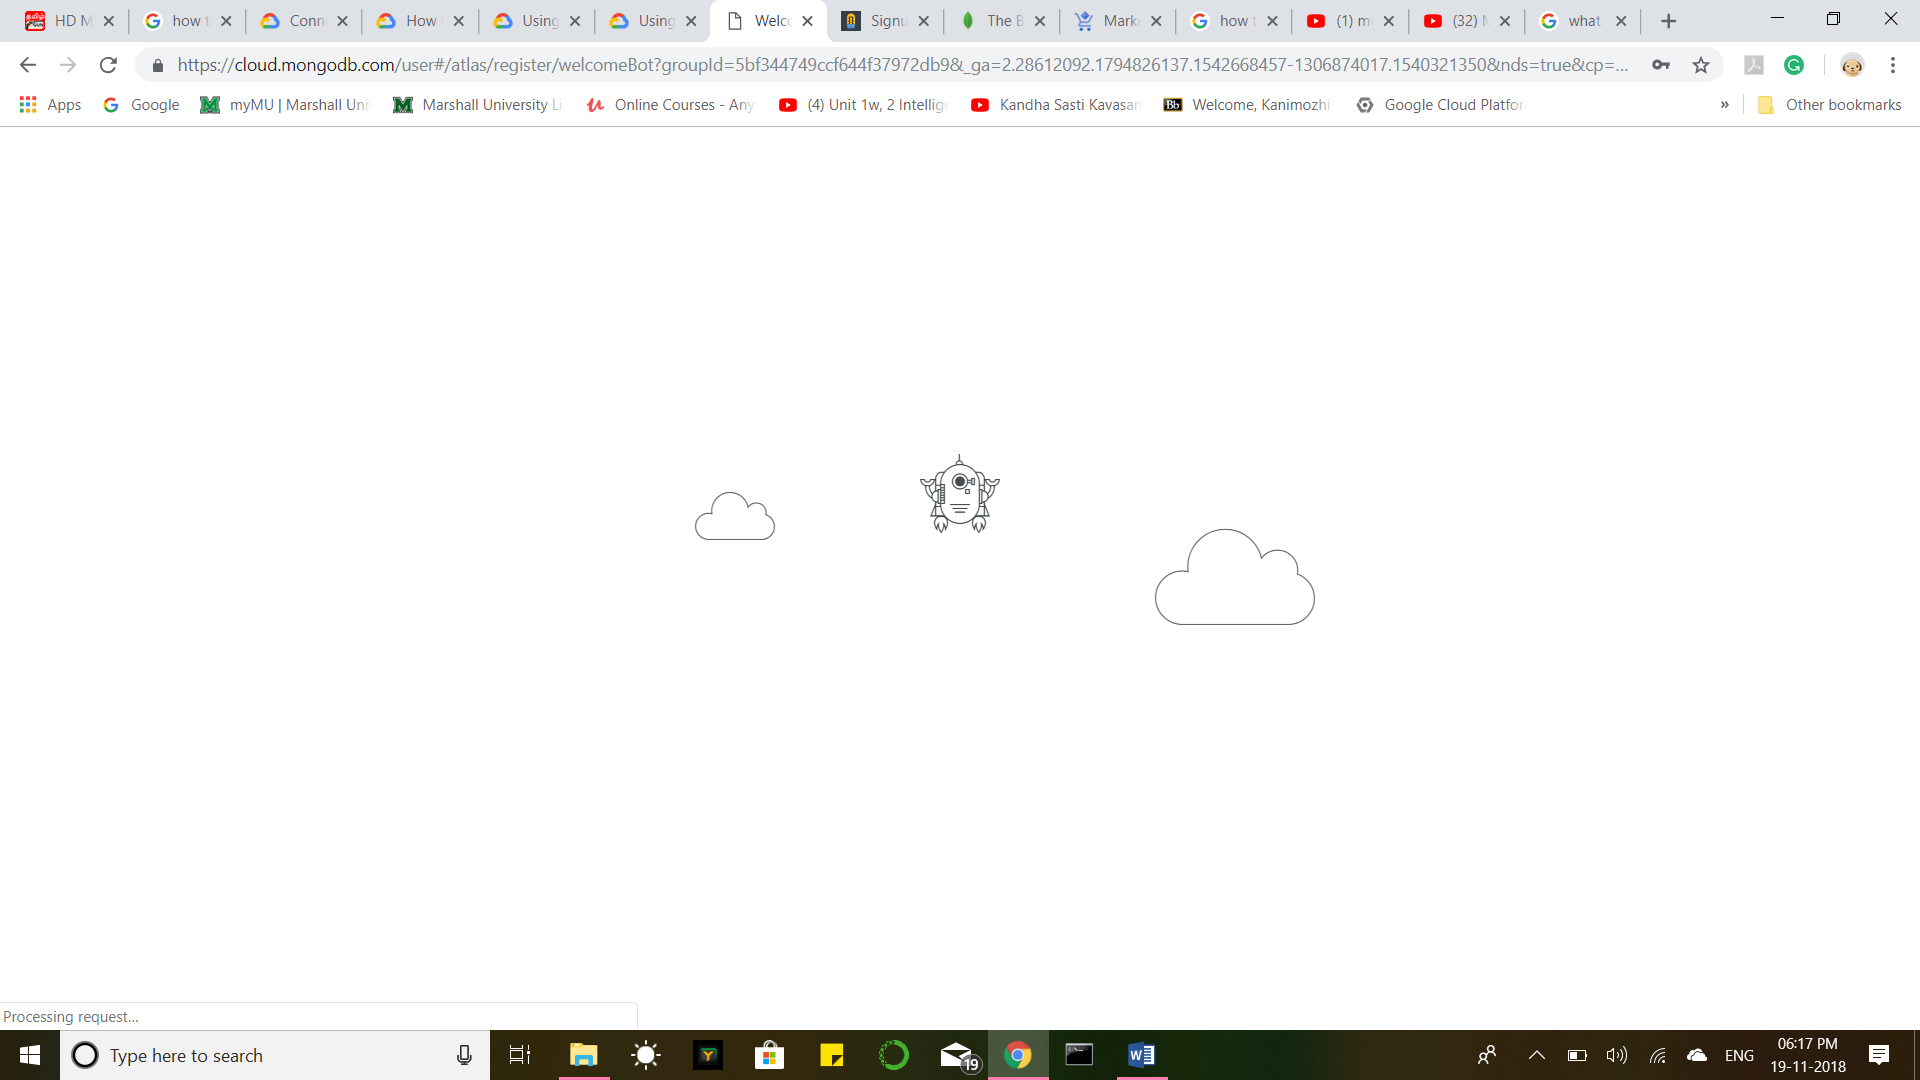 HD M how t Conn How Using Using Welco Signu The B Mark how t (1) m (32) M what
https://cloud.mongodb.com/user#/atlas/register/welcomeBot?groupId=5bf344749ccf644f37972db9&_ga=2.28612092.1794826137.1542668457-1306874017.1540321350&nds=true&cp=...
Apps Google myMU | Marshall Uni Marshall University Li Online Courses - Any (4) Unit 1w, 2 Intellige Kandha Sasti Kavasan Bb Welcome, Kanimozhi Google Cloud Platfor » Other bookmarks
Processing request...
Type here to search
19
ENG
06:17 PM
19-11-2018